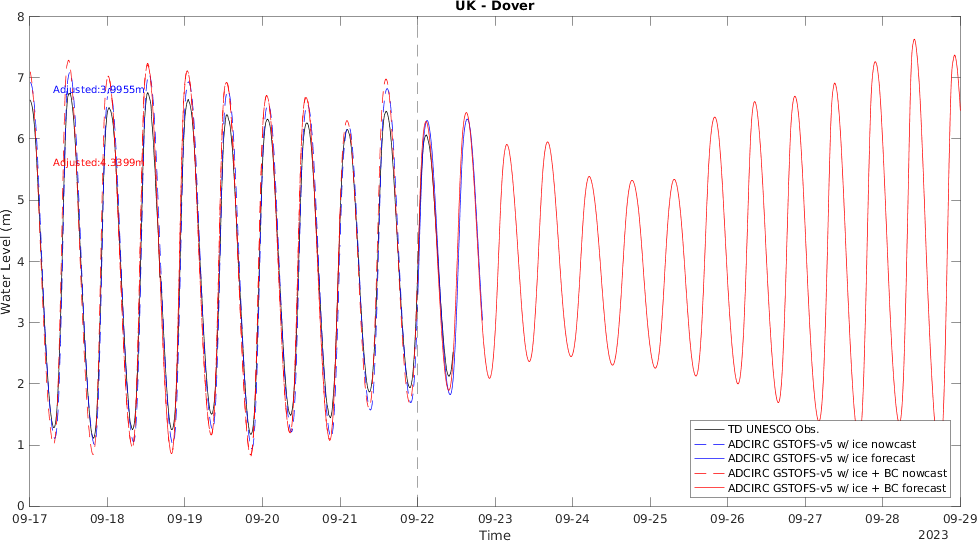 UK - Dover
8
7
6
5
4
3
2
1
0
Water Level (m)
Adjusted:3.9955m
Adjusted:4.3399m
TD UNESCO Obs.
ADCIRC GSTOFS-v5 w/ ice nowcast
ADCIRC GSTOFS-v5 w/ ice forecast
ADCIRC GSTOFS-v5 w/ ice + BC nowcast
ADCIRC GSTOFS-v5 w/ ice + BC forecast
09-17 09-18 09-19 09-20 09-21 09-22 09-23 09-24 09-25 09-26 09-27 09-28 09-29
Time
2023